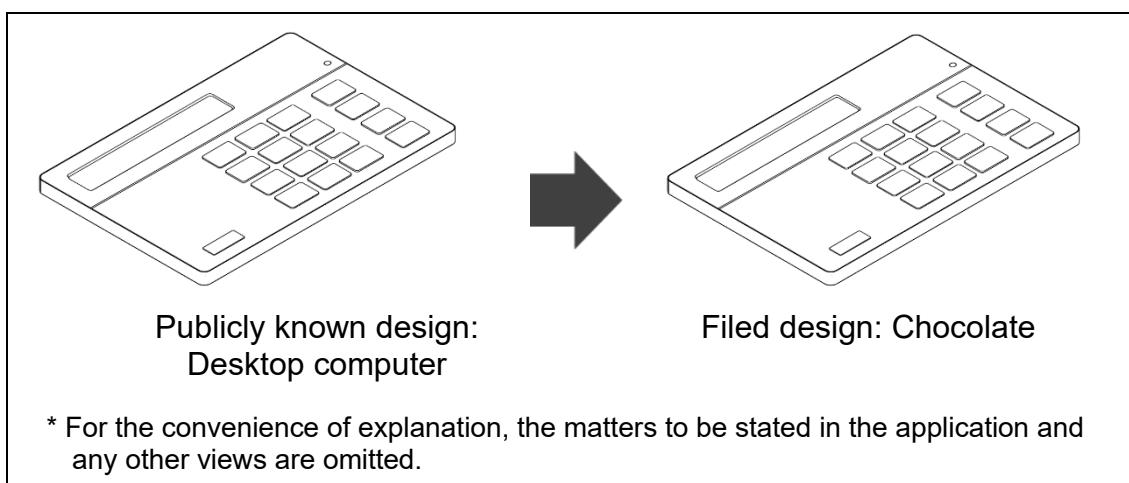 Publicly known design:
Desktop computer
Filed design: Chocolate
* For the convenience of explanation, the matters to be stated in the application and
any other views are omitted.